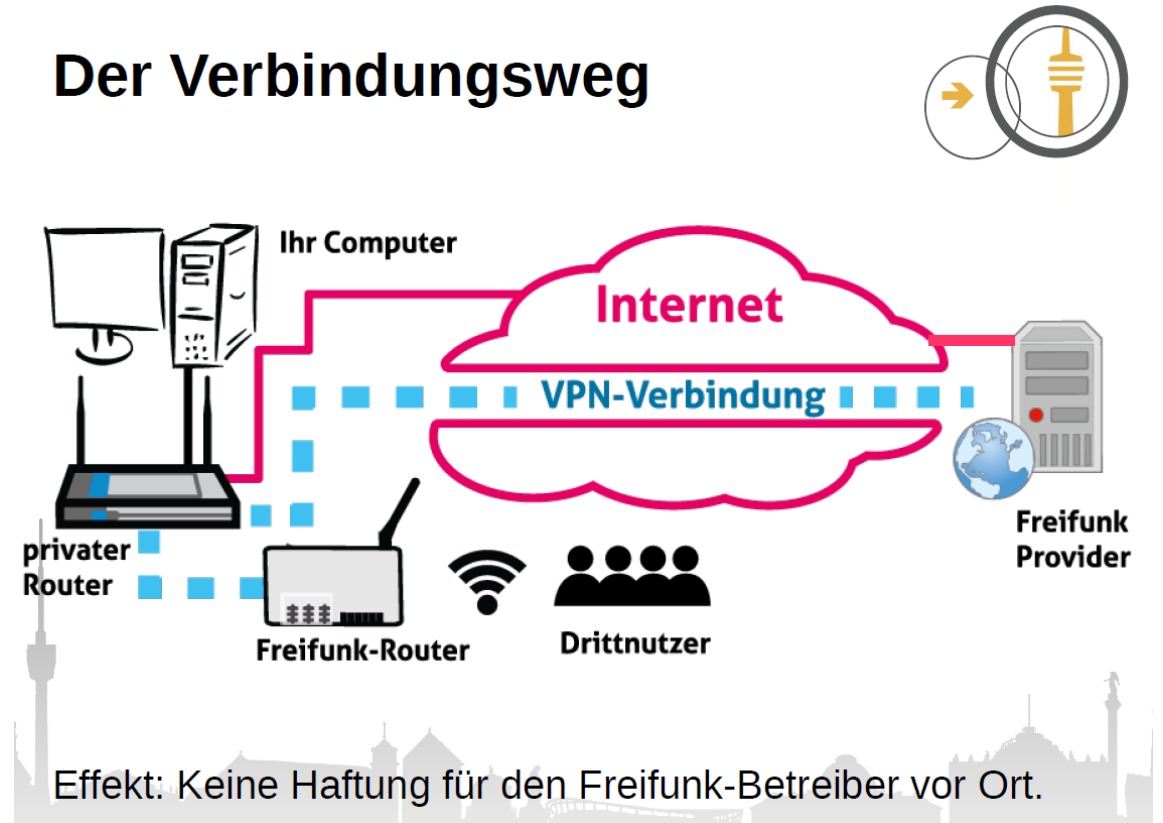 Der Verbindungsweg
Ihr Computer
Internet
VPN-Verbindung
privater
Router
Freifunk-Router
Drittnutzer
Freifunk
Provider
Effekt: Keine Haftung für den Freifunk-Betreiber vor Ort.